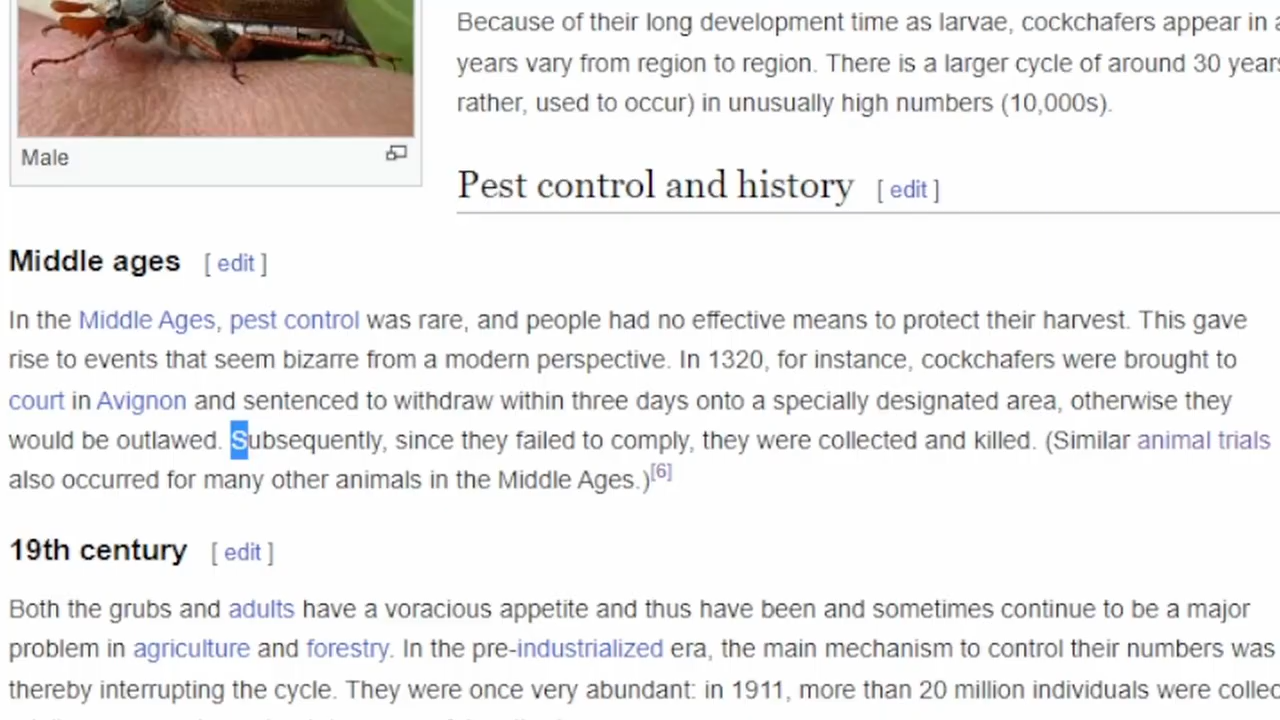 Because of their long development time as larvae, cockchafers appear in a
years vary from region to region. There is a larger cycle of around 30 years
rather, used to occur) in unusually high numbers (10,000s).
Male
Pest control and history [ edit ]
Middle ages [ edit ]
In the Middle Ages, pest control was rare, and people had no effective means to protect their harvest. This gave
rise to events that seem bizarre from a modern perspective. In 1320, for instance, cockchafers were brought to
court in Avignon and sentenced to withdraw within three days onto a specially designated area, otherwise they
would be outlawed. Subsequently, since they failed to comply, they were collected and killed. (Similar animal trials
also occurred for many other animals in the Middle Ages.)[6]
19th century [ edit ]
Both the grubs and adults have a voracious appetite and thus have been and sometimes continue to be a major
problem in agriculture and forestry. In the pre-industrialized era, the main mechanism to control their numbers was
thereby interrupting the cycle. They were once very abundant: in 1911, more than 20 million individuals were collec